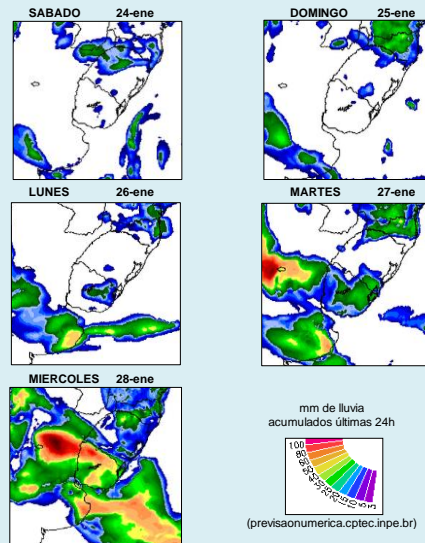 SABADO 24-ene
DOMINGO 25-ene
LUNES 26-ene
MARTES 27-ene
MIERCOLES 28-ene
mm de lluvia
acumulados últimas 24h
100
80
(previsaonumerica.cptec.inpe.br)